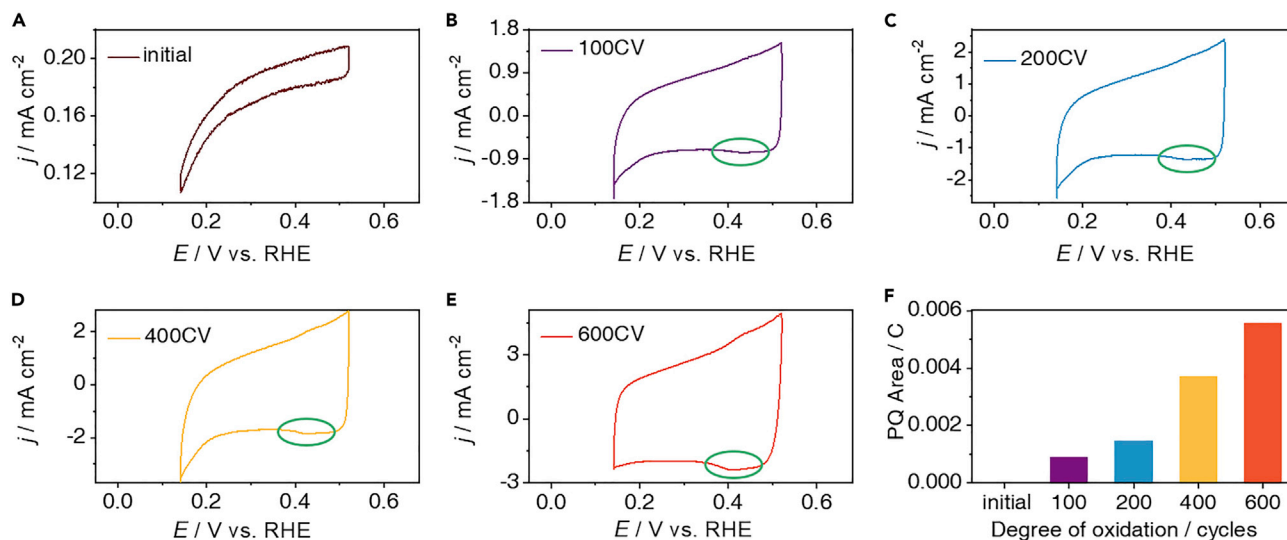 A
initial
0.20
0.16
0.12
j / mA cm-2
0.0 0.2 0.4 0.6
E / V vs. RHE
B
100CV
1.8
0.9
0.0
-0.9
-1.8
j / mA cm-2
0.0 0.2 0.4 0.6
E / V vs. RHE
C
200CV
2
1
0
-1
-2
j / mA cm-2
0.0 0.2 0.4 0.6
E / V vs. RHE
D
400CV
2
0
-2
j / mA cm-2
0.0 0.2 0.4 0.6
E / V vs. RHE
E
600CV
3
0
-3
j / mA cm-2
0.0 0.2 0.4 0.6
E / V vs. RHE
F
0.006
0.004
0.002
0.000
PQ Area / C
initial 100 200 400 600
Degree of oxidation / cycles